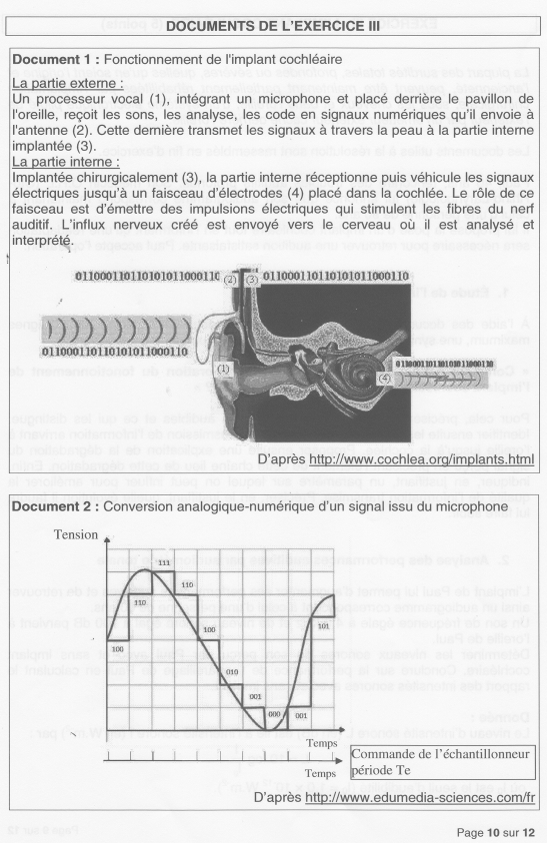 DOCUMENTS DE L'EXERCICE III
Document 1 : Fonctionnement de l'implant cochléaire
La partie externe :
Un processeur vocal (1), intégrant un microphone et placé derrière le pavillon de
l'oreille, reçoit les sons, les analyse, les code en signaux numériques qu'il envoie à
l'antenne (2). Cette dernière transmet les signaux à travers la peau à la partie interne
implantée (3).
La partie interne :
Implantée chirurgicalement (3), la partie interne réceptionne puis véhicule les signaux
électriques jusqu'à un faisceau d'électrodes (4) placé dans la cochlée. Le rôle de ce
faisceau est d'émettre des impulsions électriques qui stimulent les fibres du nerf
auditif. L'influx nerveux créé est envoyé vers le cerveau où il est analysé et
interprété.
011000110110101011000110 (2) (3) 0110001101101010110001110
0110001101101010110001110
(1)
(4)
D'après http://www.cochlea.org/implants.html
Document 2 : Conversion analogique-numérique d'un signal issu du microphone
Tension
111
110
110
101
100
100
010
001
000
001
Temps
Temps
Commande de l'échantillonneur
période Te
D'après http://www.edumedia-sciences.com/fr
Page 10 sur 12